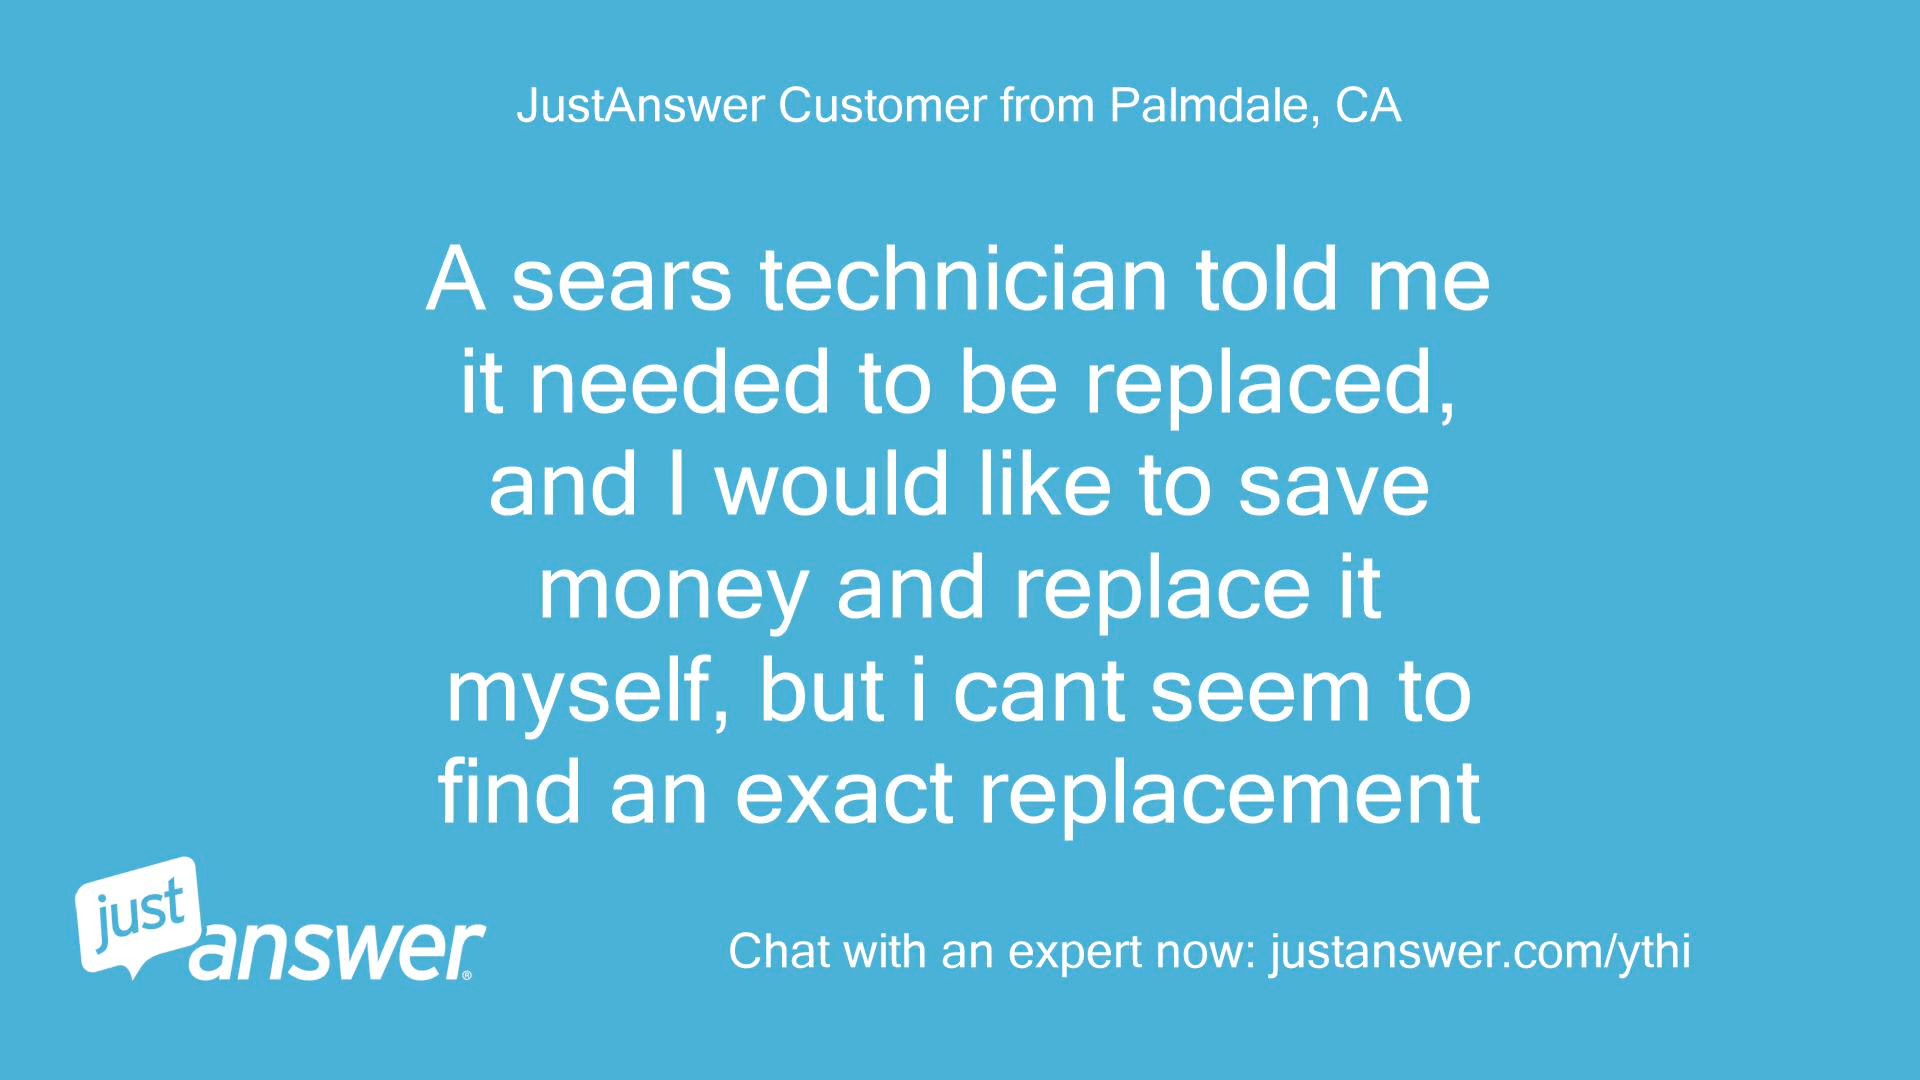 JustAnswer Customer from Palmdale, CA
A sears technician told me
it needed to be replaced,
and I would like to save
money and replace it
myself, but i cant seem to
find an exact replacement
just
answer®
Chat with an expert now: justanswer.com/ythi